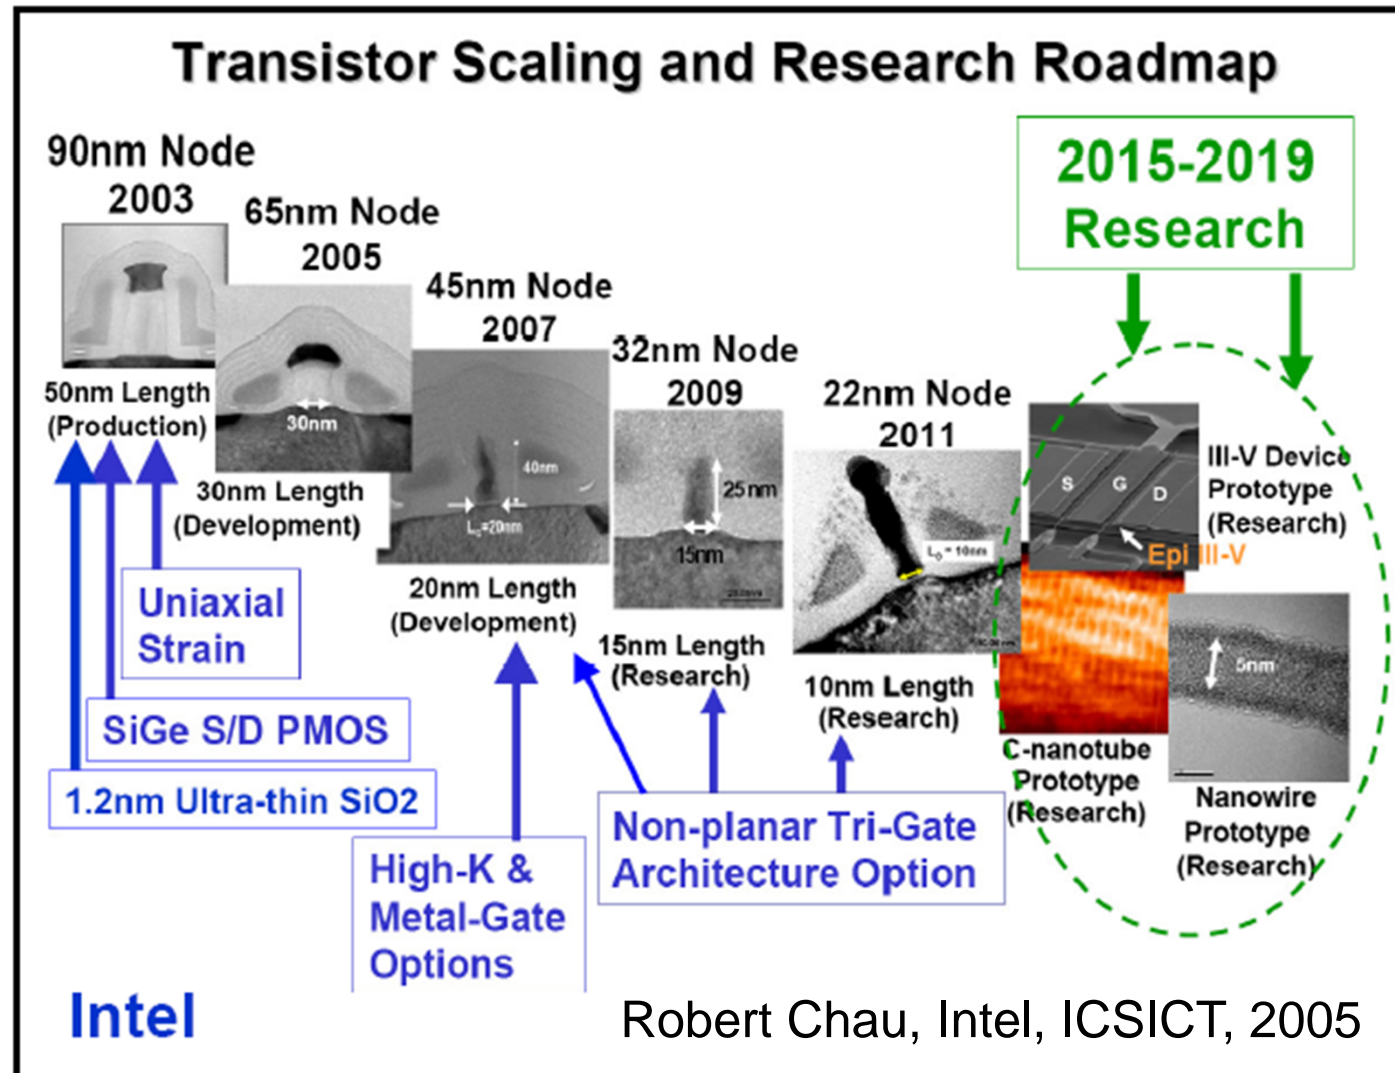 Transistor Scaling and Research Roadmap
90nm Node
2003
65nm Node
2005
45nm Node
2007
32nm Node
2009
22nm Node
2011
2015-2019
Research
50nm Length
(Production)
30nm
30nm Length
(Development)
40nm
20nm Length
(Development)
25nm
15nm
15nm Length
(Research)
10nm Length
(Research)
S G D
Epi III-V
III-V Device
Prototype
(Research)
5nm
C-nanotube
Prototype
(Research)
Nanowire
Prototype
(Research)
Uniaxial
Strain
SiGe S/D PMOS
1.2nm Ultra-thin SiO2
High-K &
Metal-Gate
Options
Non-planar Tri-Gate
Architecture Option
Intel
Robert Chau, Intel, ICSICT, 2005